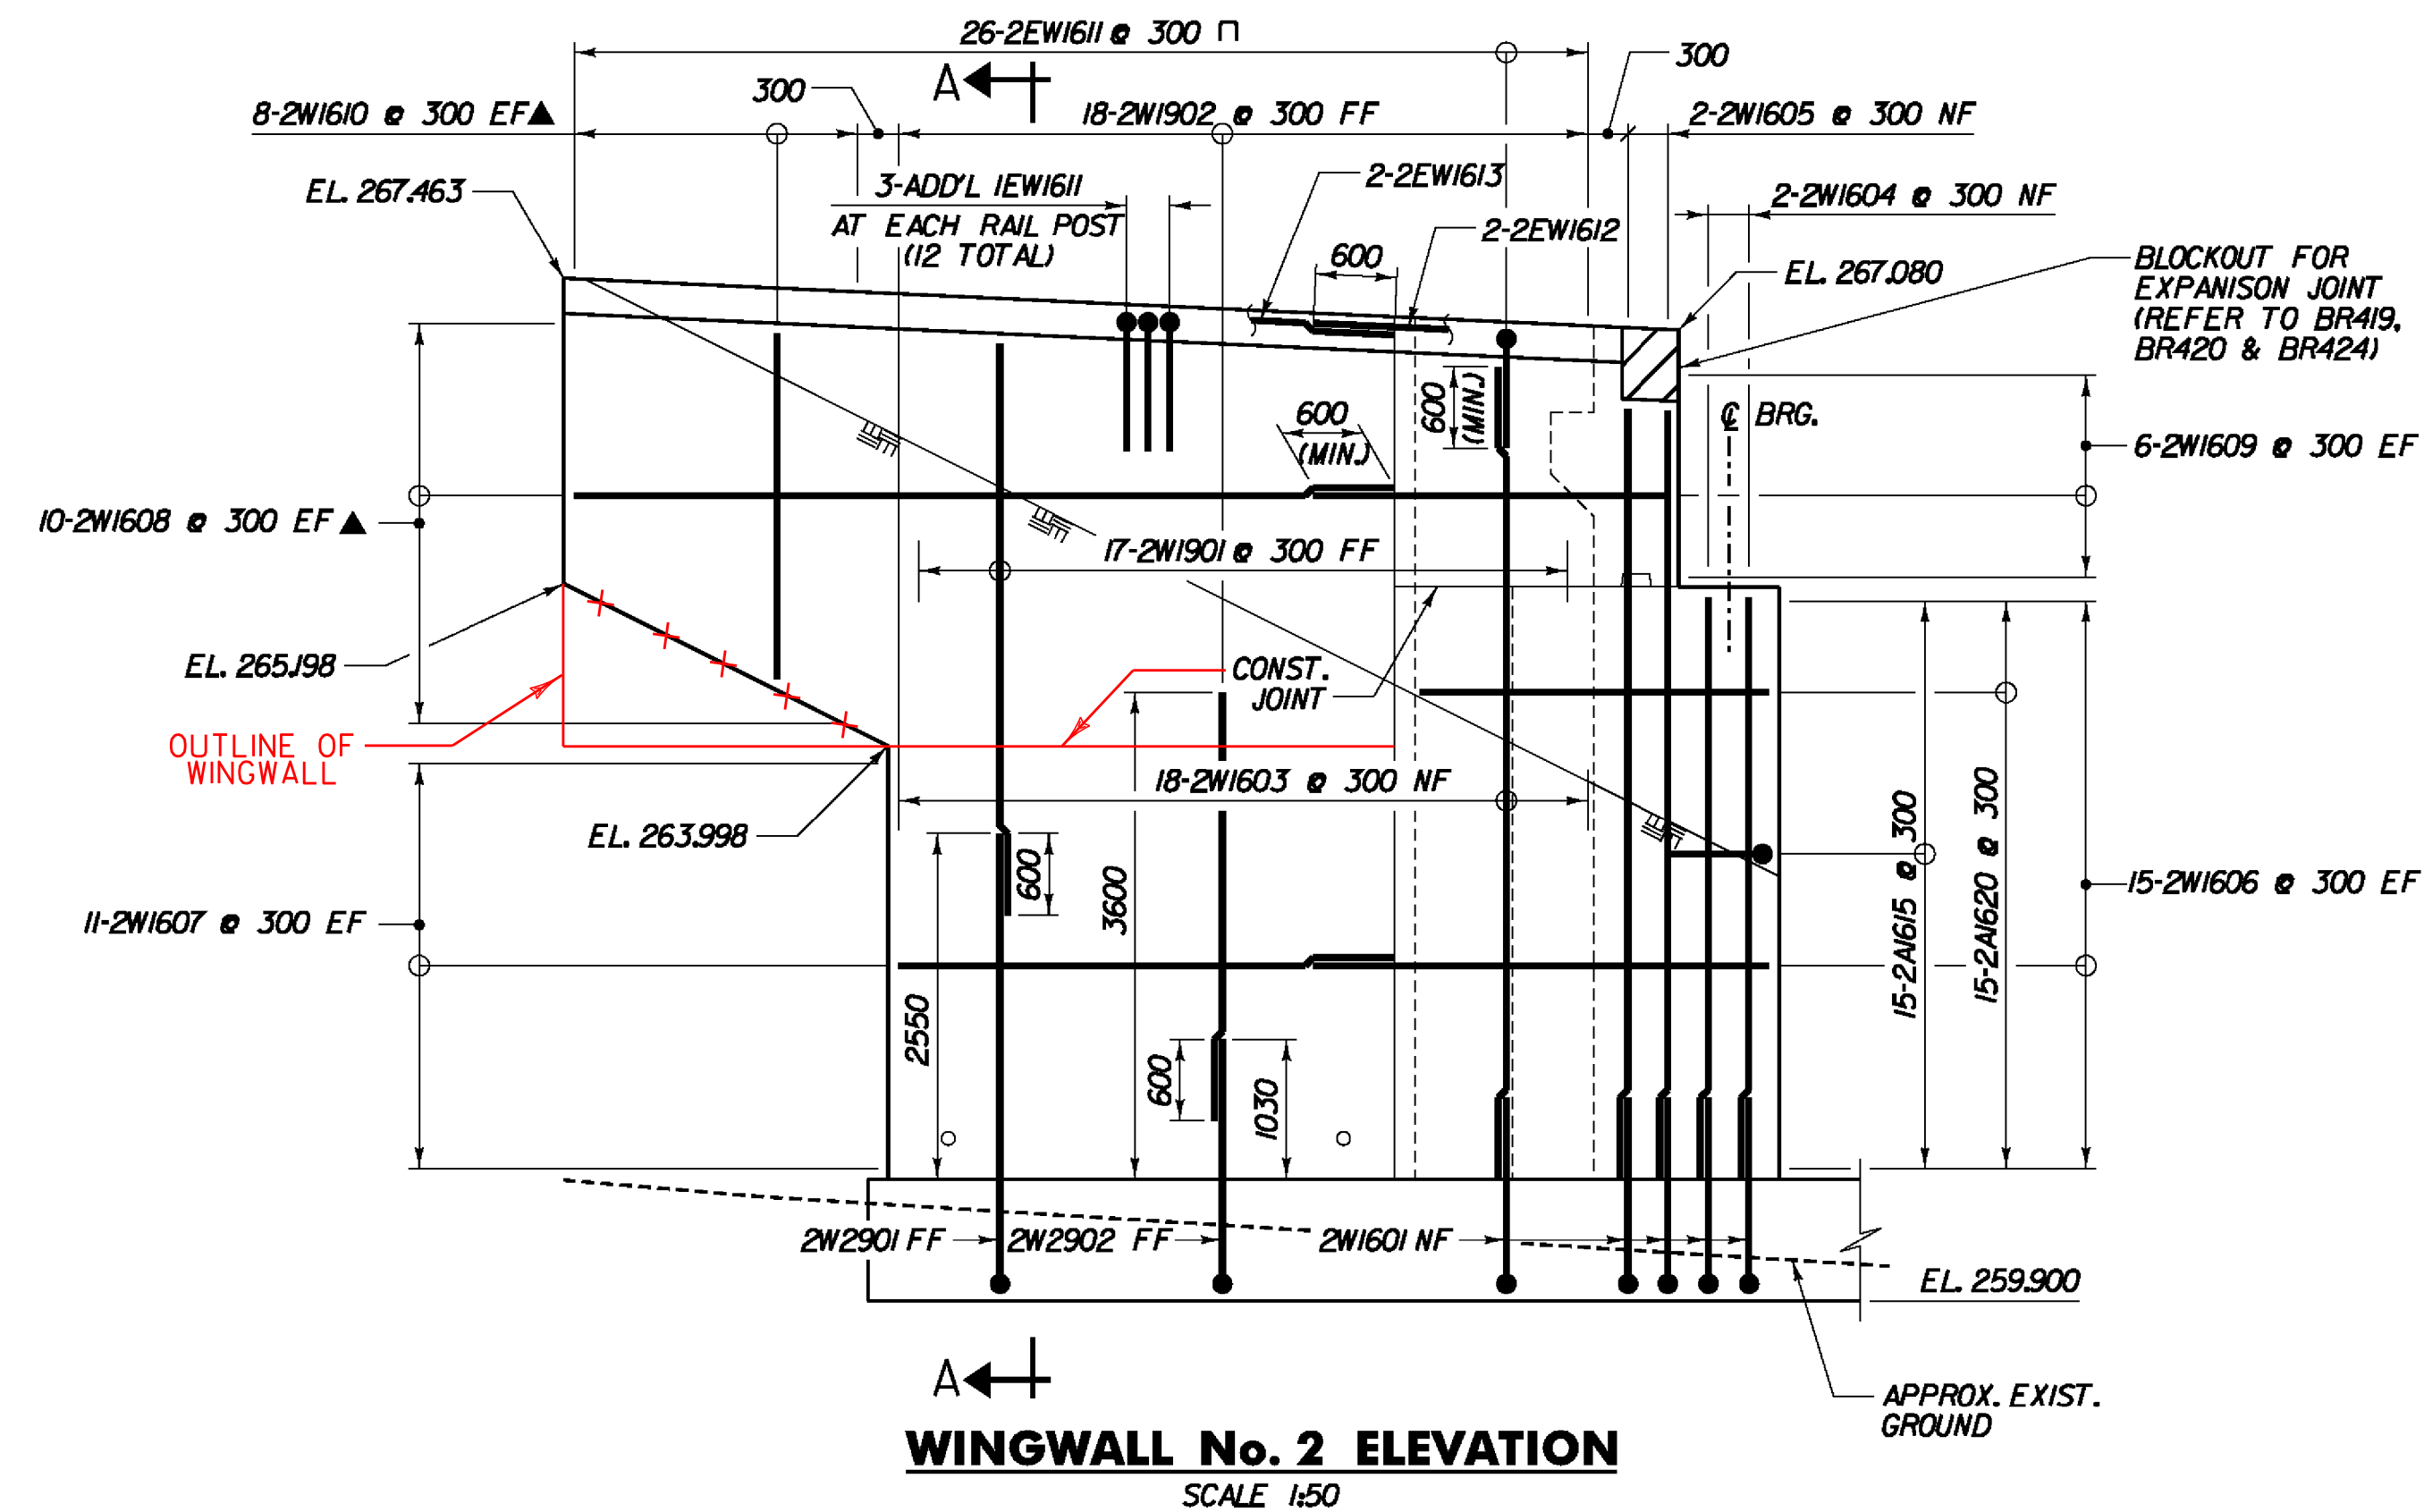 26-2EW1611 @ 300
A
300
300
8-2W1610 @ 300 EF▲
18-2W1902 @ 300 FF
2-2W1605 @ 300 NF
EL. 267.463
3-ADD'L 1EW1611
AT EACH RAIL POST
(12 TOTAL)
2-2EW1613
2-2EW1612
2-2W1604 @ 300 NF
600
EL. 267.080
BLOCKOUT FOR
EXPANISON JOINT
(REFER TO BR419,
BR420 & BR424)
600
(MIN.)
600
(MIN.)
℄ BRG.
6-2W1609 @ 300 EF
10-2W1608 @ 300 EF▲
17-2W1901 @ 300 FF
EL. 265.198
CONST.
JOINT
OUTLINE OF
WINGWALL
18-2W1603 @ 300 NF
EL. 263.998
600
3600
15-2A1615 @ 300
15-2A1620 @ 300
15-2W1606 @ 300 EF
11-2W1607 @ 300 EF
2550
600
1030
2W2901 FF
2W2902 FF
2W1601 NF
EL. 259.900
A
APPROX. EXIST.
GROUND
WINGWALL No. 2 ELEVATION
SCALE 1:50